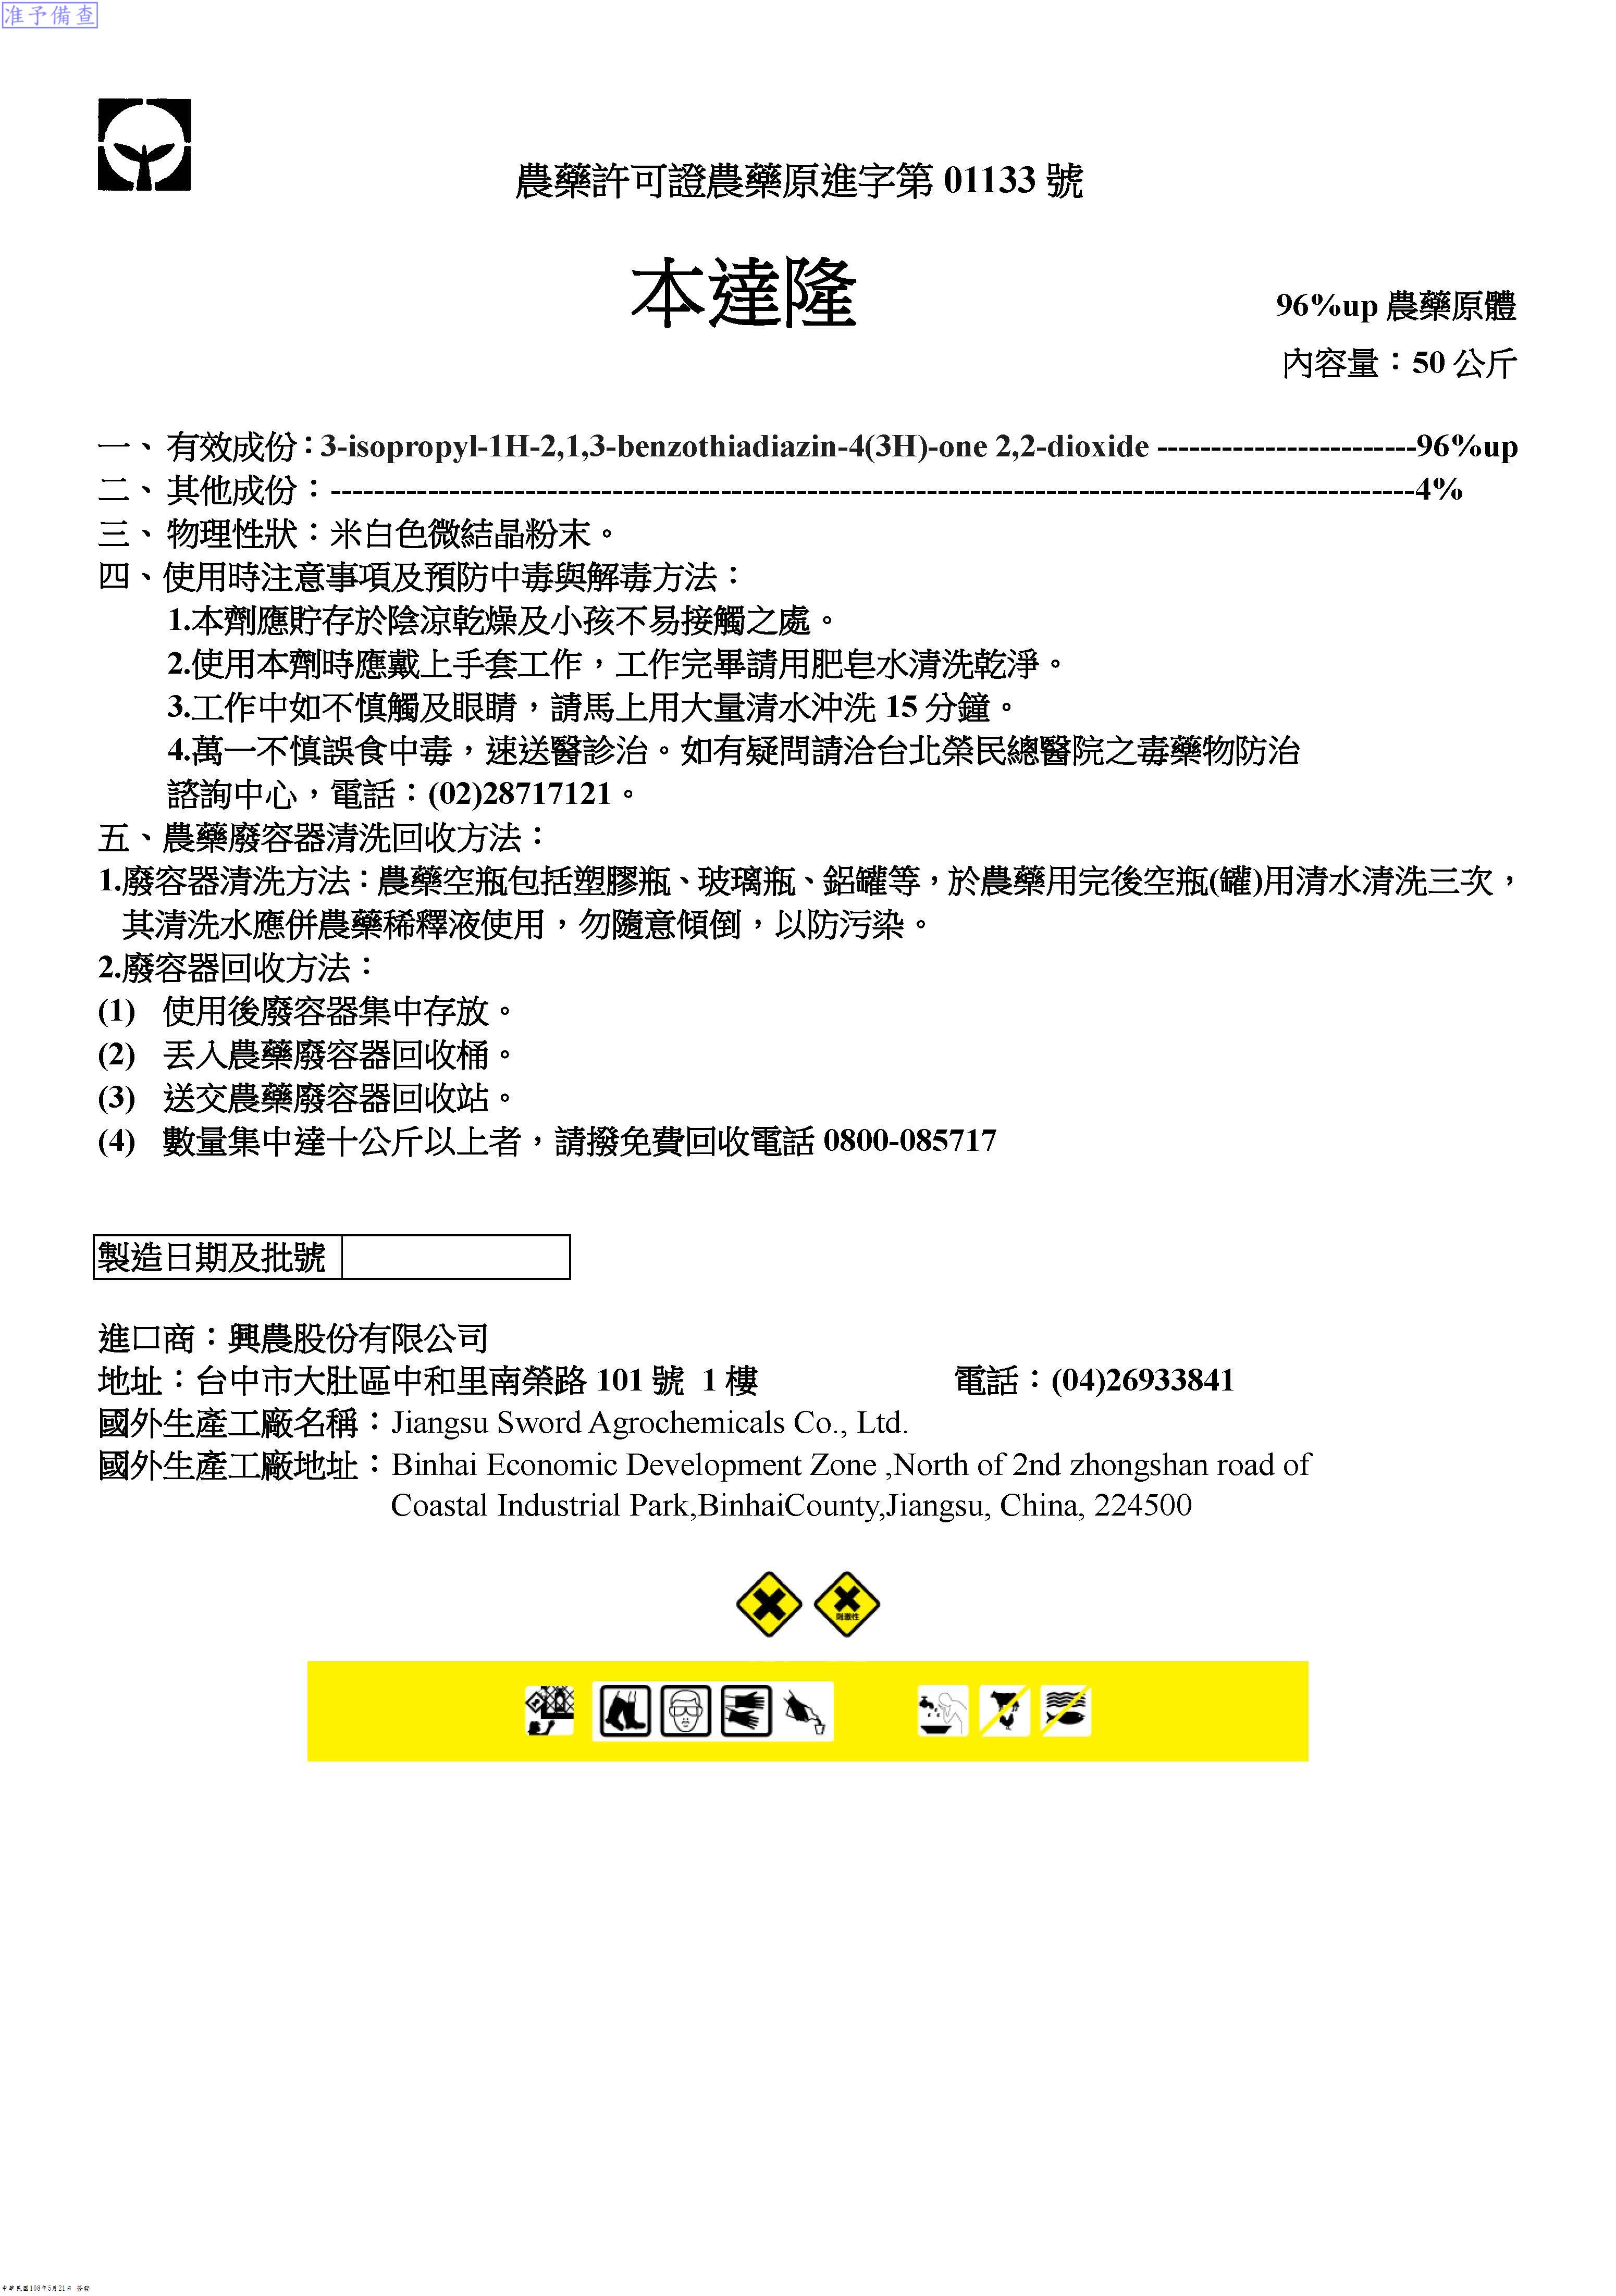 准予備查
農藥許可證農藥原進字第 01133 號
本達隆
96%up 農藥原體
內容量：50 公斤
一、有效成份：3-isopropyl-1H-2,1,3-benzothiadiazin-4(3H)-one 2,2-dioxide ------------------------96%up
二、其他成份：----------------------------------------------------------------------------------------------------4%
三、物理性狀：米白色微結晶粉末。
四、使用時注意事項及預防中毒與解毒方法：
1.本劑應貯存於陰涼乾燥及小孩不易接觸之處。
2.使用本劑時應戴上手套工作，工作完畢請用肥皂水清洗乾淨。
3.工作中如不慎觸及眼睛，請馬上用大量清水沖洗 15 分鐘。
4.萬一不慎誤食中毒，速送醫診治。如有疑問請洽台北榮民總醫院之毒藥物防治
諮詢中心，電話：(02)28717121。
五、農藥廢容器清洗回收方法：
1.廢容器清洗方法：農藥空瓶包括塑膠瓶、玻璃瓶、鋁罐等，於農藥用完後空瓶(罐)用清水清洗三次，
其清洗水應併農藥稀釋液使用，勿隨意傾倒，以防污染。
2.廢容器回收方法：
(1) 使用後廢容器集中存放。
(2) 丟入農藥廢容器回收桶。
(3) 送交農藥廢容器回收站。
(4) 數量集中達十公斤以上者，請撥免費回收電話 0800-085717
製造日期及批號
進口商：興農股份有限公司
地址：台中市大肚區中和里南榮路 101 號 1 樓 電話：(04)26933841
國外生產工廠名稱：Jiangsu Sword Agrochemicals Co., Ltd.
國外生產工廠地址：Binhai Economic Development Zone ,North of 2nd zhongshan road of
Coastal Industrial Park,BinhaiCounty,Jiangsu, China, 224500
刺激性
中華民國108年5月21日 簽發